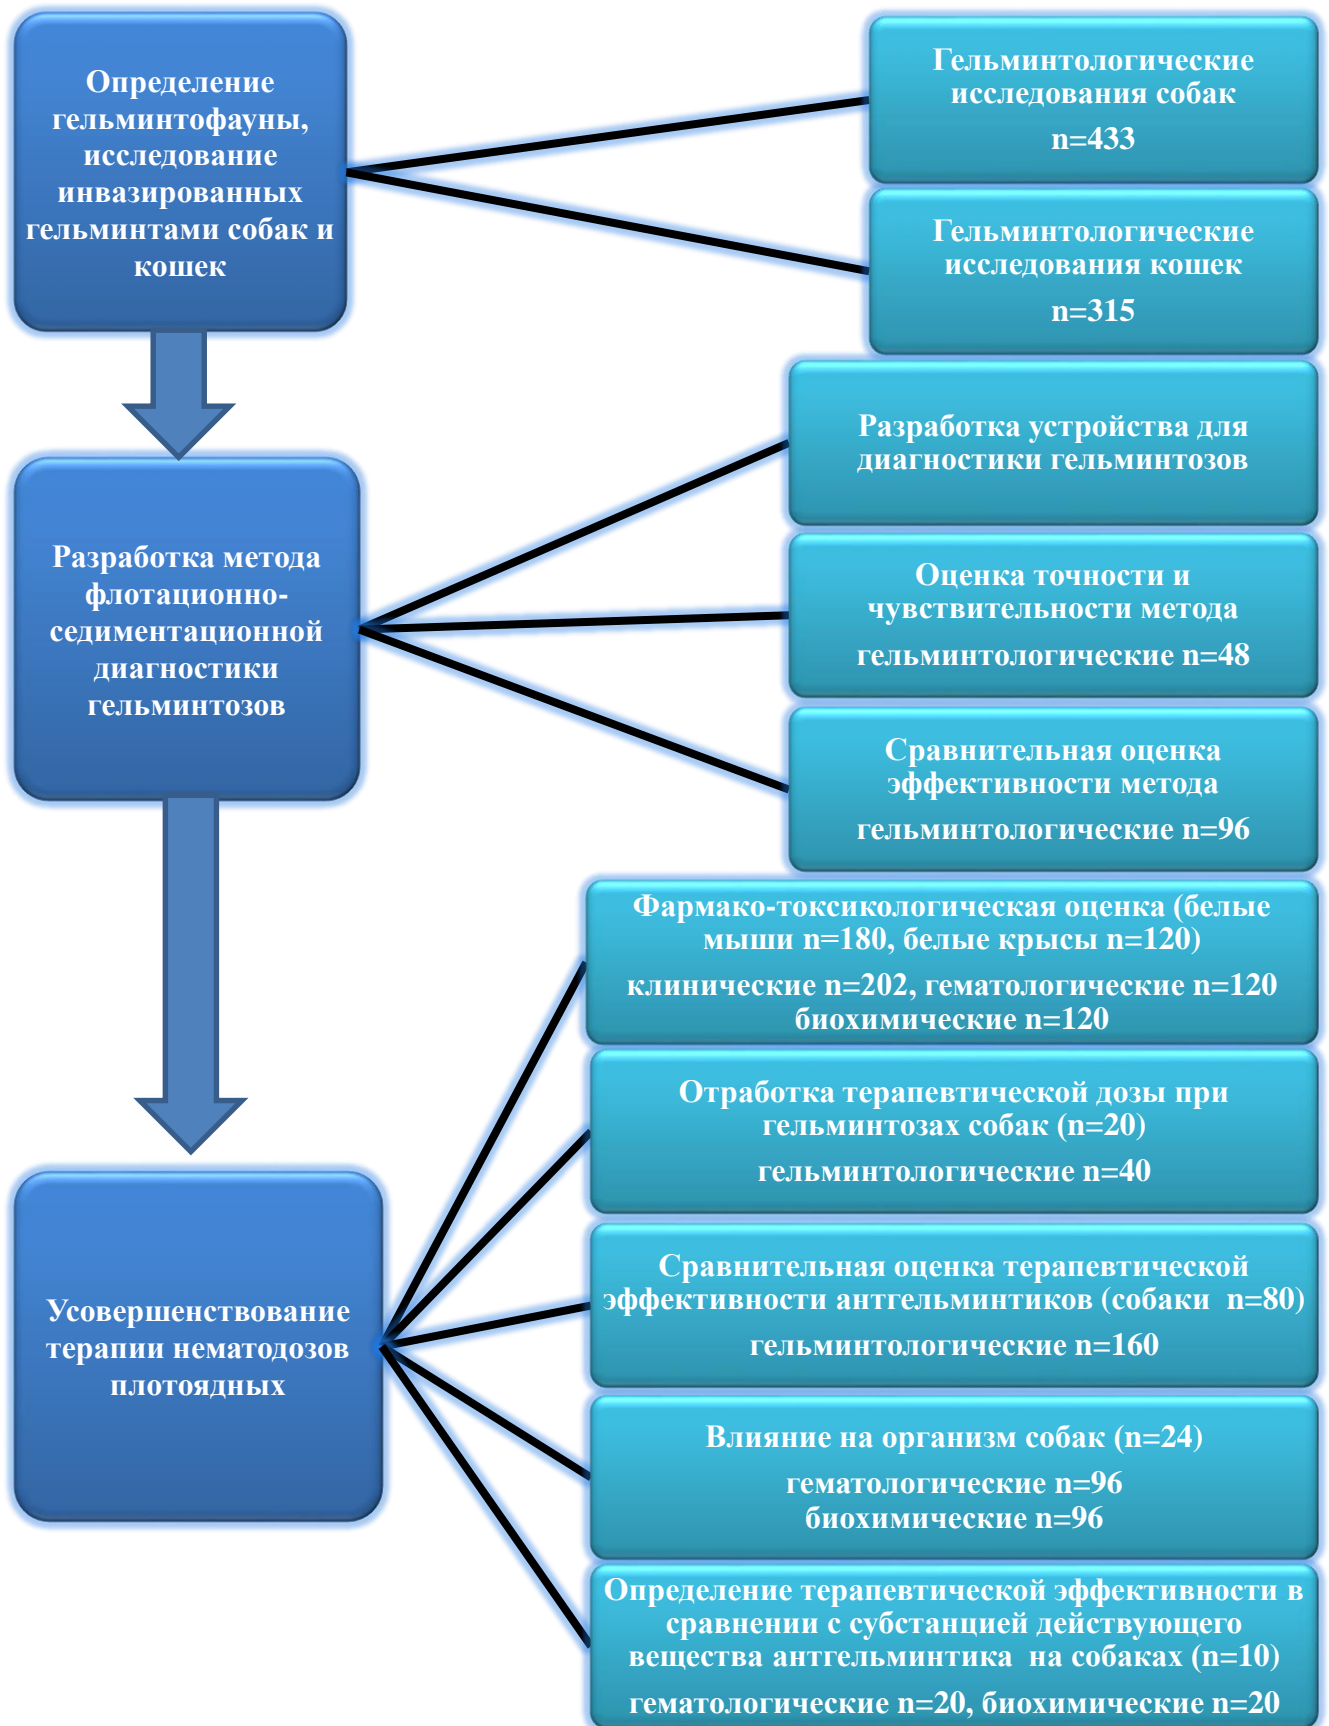 Определение
гельминтофауны,
исследование
инвазированных
гельминтами собак и
кошек
Гельминтологические
исследования собак
n=433
Гельминтологические
исследования кошек
n=315
Разработка метода
флотационно-
седиментационной
диагностики
гельминтозов
Разработка устройства для
диагностики гельминтозов
Оценка точности и
чувствительности метода
гельминтологические n=48
Сравнительная оценка
эффективности метода
гельминтологические n=96
Усовершенствование
терапии нематодозов
плотоядных
Фармако-токсикологическая оценка (белые
мыши n=180, белые крысы n=120)
клинические n=202, гематологические n=120
биохимические n=120
Отработка терапевтической дозы при
гельминтозах собак (n=20)
гельминтологические n=40
Сравнительная оценка терапевтической
эффективности антгельминтиков (собаки n=80)
гельминтологические n=160
Влияние на организм собак (n=24)
гематологические n=96
биохимические n=96
Определение терапевтической эффективности в
сравнении с субстанцией действующего
вещества антгельминтика на собаках (n=10)
гематологические n=20, биохимические n=20